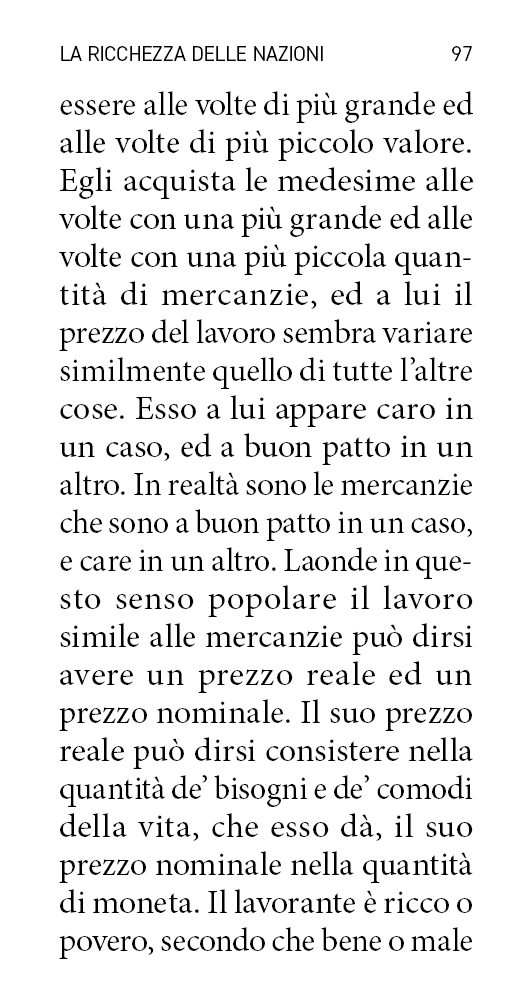 LA RICCHEZZA DELLE NAZIONI 97
essere alle volte di più grande ed
alle volte di più piccolo valore.
Egli acquista le medesime alle
volte con una più grande ed alle
volte con una più piccola quan-
tità di mercanzie, ed a lui il
prezzo del lavoro sembra variare
similmente quello di tutte l’altre
cose. Esso a lui appare caro in
un caso, ed a buon patto in un
altro. In realtà sono le mercanzie
che sono a buon patto in un caso,
e care in un altro. Laonde in que-
sto senso popolare il lavoro
simile alle mercanzie può dirsi
avere un prezzo reale ed un
prezzo nominale. Il suo prezzo
reale può dirsi consistere nella
quantità de’ bisogni e de’ comodi
della vita, che esso dà, il suo
prezzo nominale nella quantità
di moneta. Il lavorante è ricco o
povero, secondo che bene o male